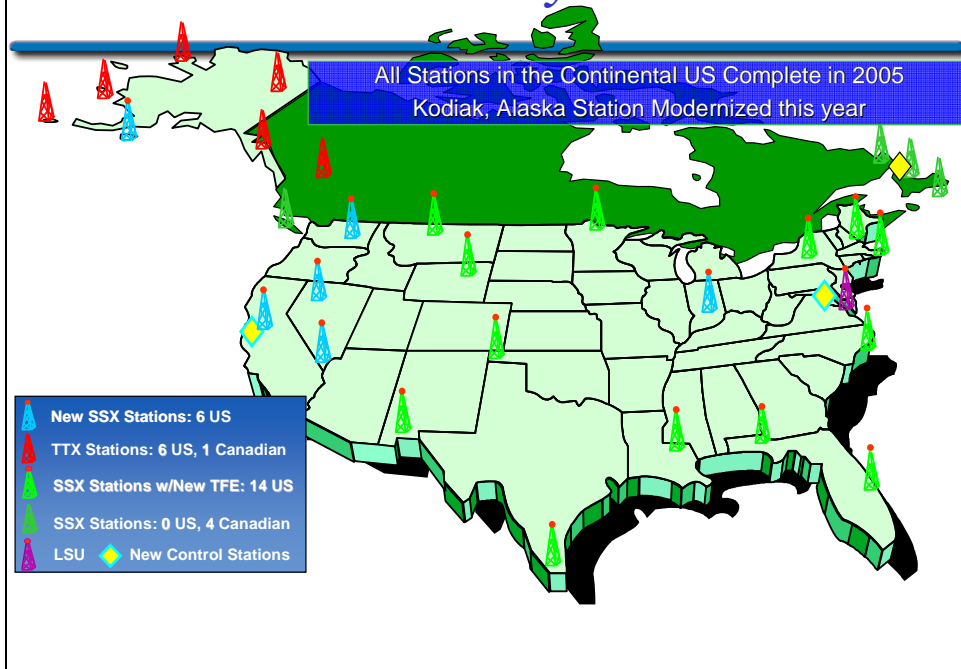 All Stations in the Continental US Complete in 2005
Kodiak, Alaska Station Modernized this year
New SSX Stations: 6 US
TTX Stations: 6 US, 1 Canadian
SSX Stations w/New TFE: 14 US
SSX Stations: 0 US, 4 Canadian
LSU New Control Stations